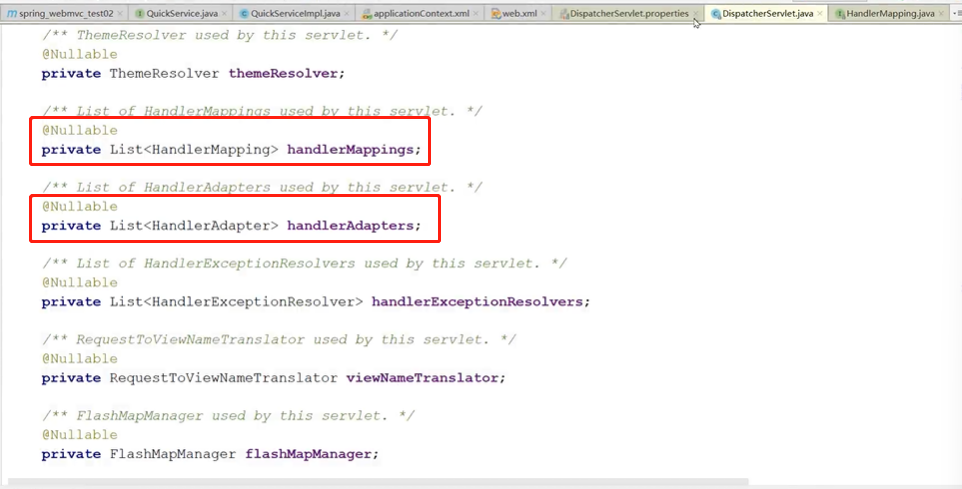 spring_webmvc_test02 QuickService.java QuickServiceImpl.java applicationContext.xml web.xml DispatcherServlet.properties DispatcherServlet.java HandlerMapping.java
/** ThemeResolver used by this servlet. */
@Nullable
private ThemeResolver themeResolver;
/** List of HandlerMappings used by this servlet. */
@Nullable
private List<HandlerMapping> handlerMappings;
/** List of HandlerAdapters used by this servlet. */
@Nullable
private List<HandlerAdapter> handlerAdapters;
/** List of HandlerExceptionResolvers used by this servlet. */
@Nullable
private List<HandlerExceptionResolver> handlerExceptionResolvers;
/** RequestToViewNameTranslator used by this servlet. */
@Nullable
private RequestToViewNameTranslator viewNameTranslator;
/** FlashMapManager used by this servlet. */
@Nullable
private FlashMapManager flashMapManager;